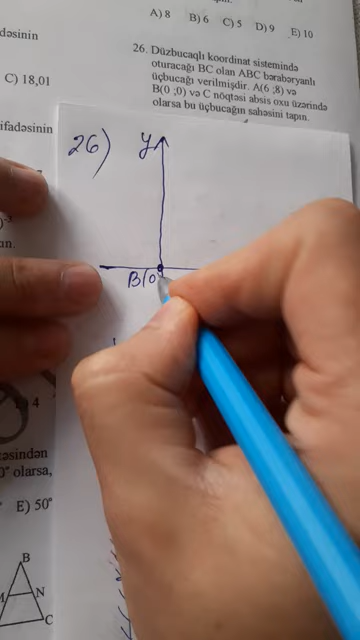 A) 8 B) 6 C) 5 D) 9 E) 10
dəsinin
26. Düzbucaqlı koordinat sistemində
oturacağı BC olan ABC bərabəryanlı
üçbucağı verilmişdir. A(6 ;8) və
B(0 ;0) və C nöqtəsi absis oxu üzərində
olarsa bu üçbucağın sahəsini tapın.
C) 18,01
ifadəsinin
26) y
B(0
4
olarsa,
E) 50°
B
M N
C